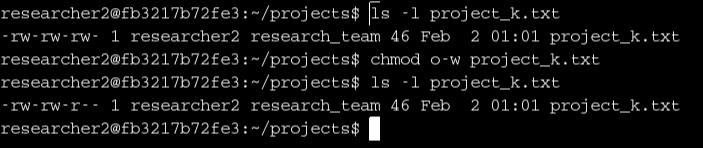 researcher2@fb3217b72fe3:~/projects$ ls -l project_k.txt
-rw-rw-rw- 1 researcher2 research_team 46 Feb  2 01:01 project_k.txt
researcher2@fb3217b72fe3:~/projects$ chmod o-w project_k.txt
researcher2@fb3217b72fe3:~/projects$ ls -l project_k.txt
-rw-rw-r-- 1 researcher2 research_team 46 Feb  2 01:01 project_k.txt
researcher2@fb3217b72fe3:~/projects$